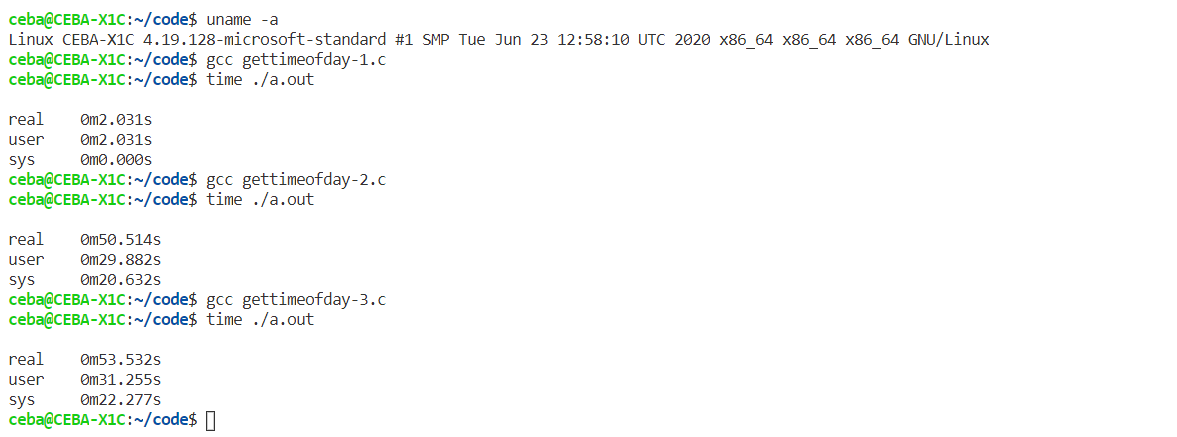 ceba@CEBA-X1C:~/code$ uname -a
Linux CEBA-X1C 4.19.128-microsoft-standard #1 SMP Tue Jun 23 12:58:10 UTC 2020 x86_64 x86_64 x86_64 GNU/Linux
ceba@CEBA-X1C:~/code$ gcc gettimeofday-1.c
ceba@CEBA-X1C:~/code$ time ./a.out

real    0m2.031s
user    0m2.031s
sys     0m0.000s
ceba@CEBA-X1C:~/code$ gcc gettimeofday-2.c
ceba@CEBA-X1C:~/code$ time ./a.out

real    0m50.514s
user    0m29.882s
sys     0m20.632s
ceba@CEBA-X1C:~/code$ gcc gettimeofday-3.c
ceba@CEBA-X1C:~/code$ time ./a.out

real    0m53.532s
user    0m31.255s
sys     0m22.277s
ceba@CEBA-X1C:~/code$